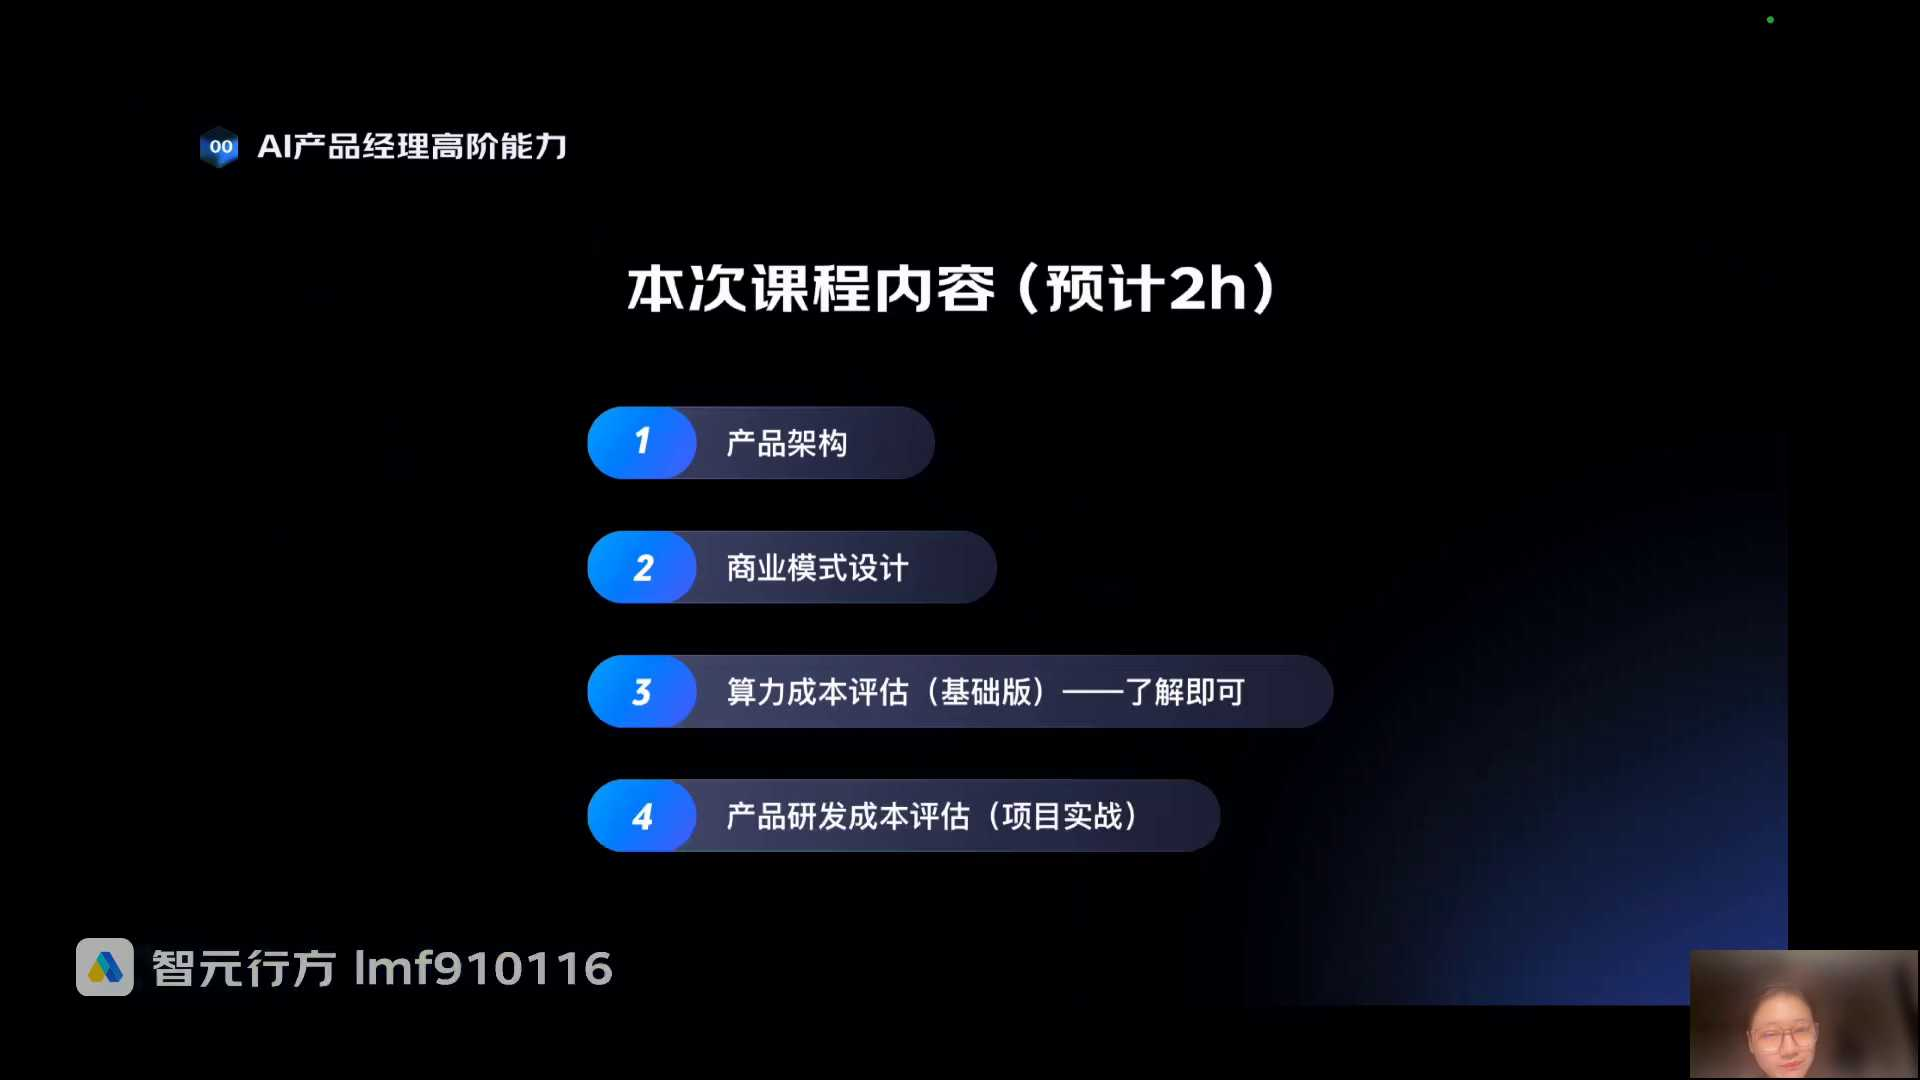 00 AI产品经理高阶能力
本次课程内容（预计2h）
1 产品架构
2 商业模式设计
3 算力成本评估（基础版）——了解即可
4 产品研发成本评估（项目实战）
智元行方 lmf910116